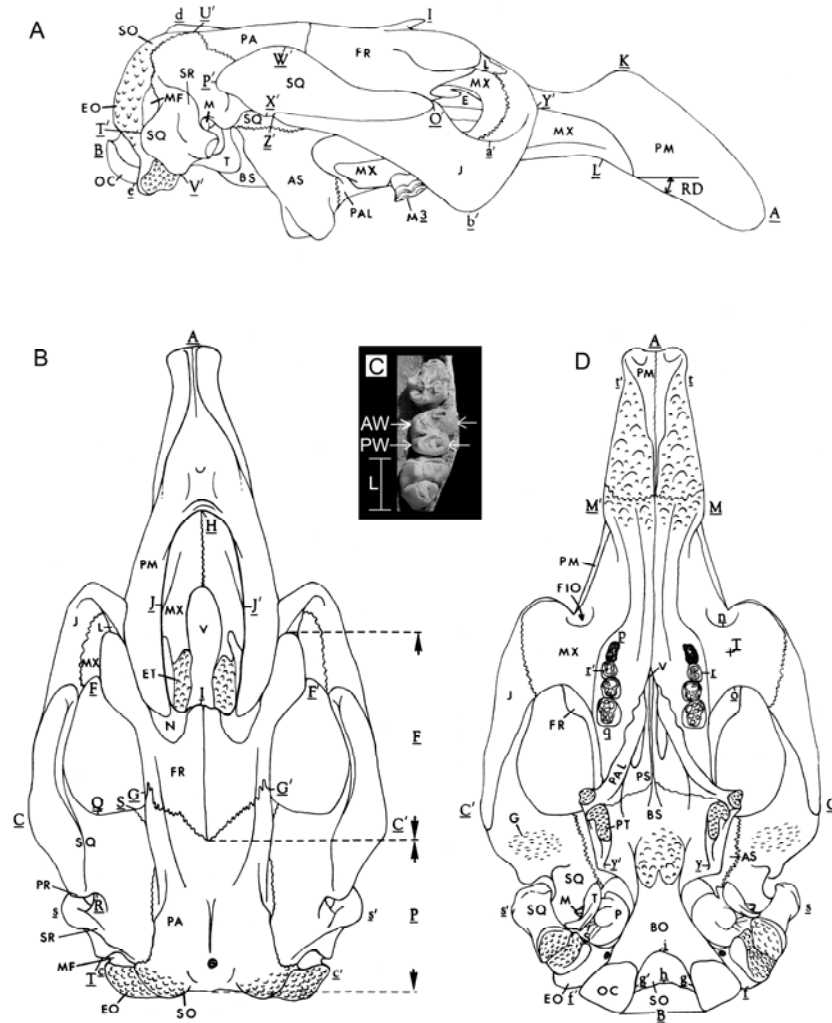 A
SO
d
U'
PA
I
FR
W'
L
MX
K
SR
P'
SQ
MF
M
E
EO
X'
O'
Y'
T'
SQ
SQ
Z'
a'
MX
PM
B
T
J
OC
BS
AS
MX
L'
RD
e
V'
PAL
M3
b'
A
B
A
H
PM
J
MX
J'
J
L
V
MX
ET
F
I
F'
F
N
FR
G
G'
Q
S
C
C'
SQ
PR
R
PA
P
s
s'
SR
MF
T
c
c'
EO
SO
C
AW
PW
L
D
A
PM
t'
t
M'
M
PM
FIO
n
p
T
MX
V
r'
r
J
o
FR
q
PAL
PS
C'
C
G
BS
PT
AS
y'
y
SQ
T
s'
SQ
M
P
z
s
S
BO
i
h
g'
g
EO
f'
OC
SO
f
B